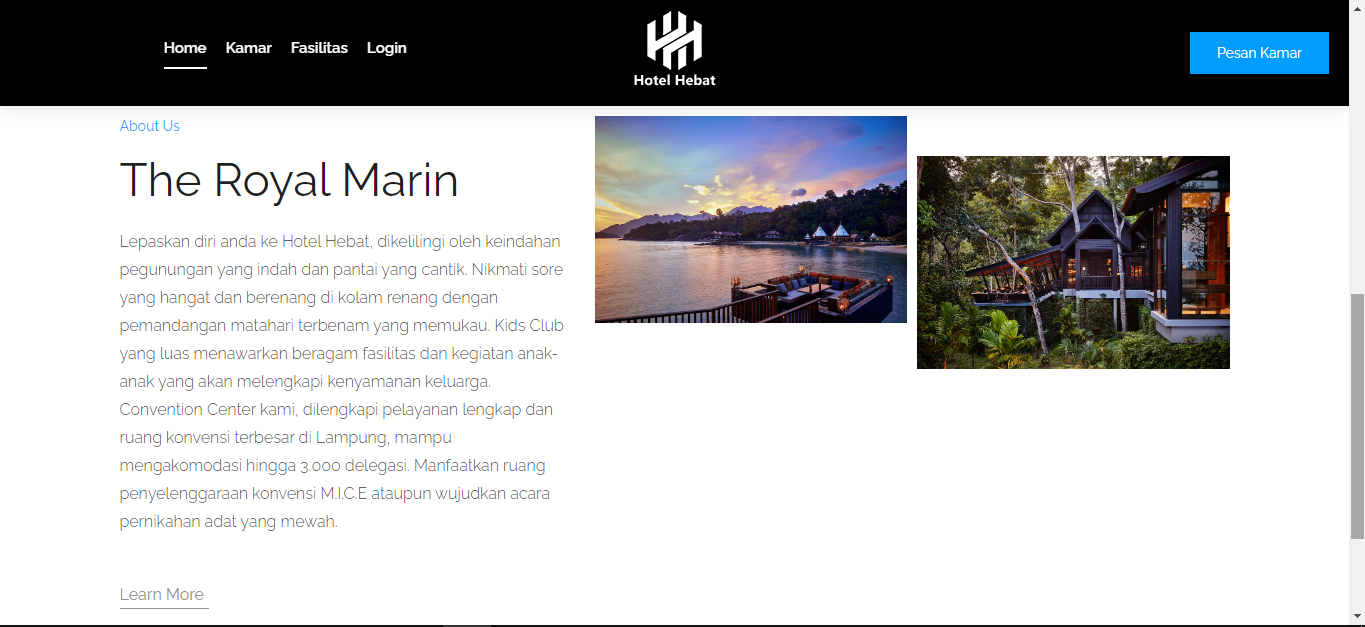 Home Kamar Fasilitas Login
Hotel Hebat
Pesan Kamar
About Us
The Royal Marin
Lepaskan diri anda ke Hotel Hebat, dikelilingi oleh keindahan
pegunungan yang indah dan pantai yang cantik. Nikmati sore
yang hangat dan berenang di kolam renang dengan
pemandangan matahari terbenam yang memukau. Kids Club
yang luas menawarkan beragam fasilitas dan kegiatan anak-
anak yang akan melengkapi kenyamanan keluarga.
Convention Center kami, dilengkapi pelayanan lengkap dan
ruang konvensi terbesar di Lampung, mampu
mengakomodasi hingga 3.000 delegasi. Manfaatkan ruang
penyelenggaraan konvensi M.I.C.E ataupun wujudkan acara
pernikahan adat yang mewah.
Learn More